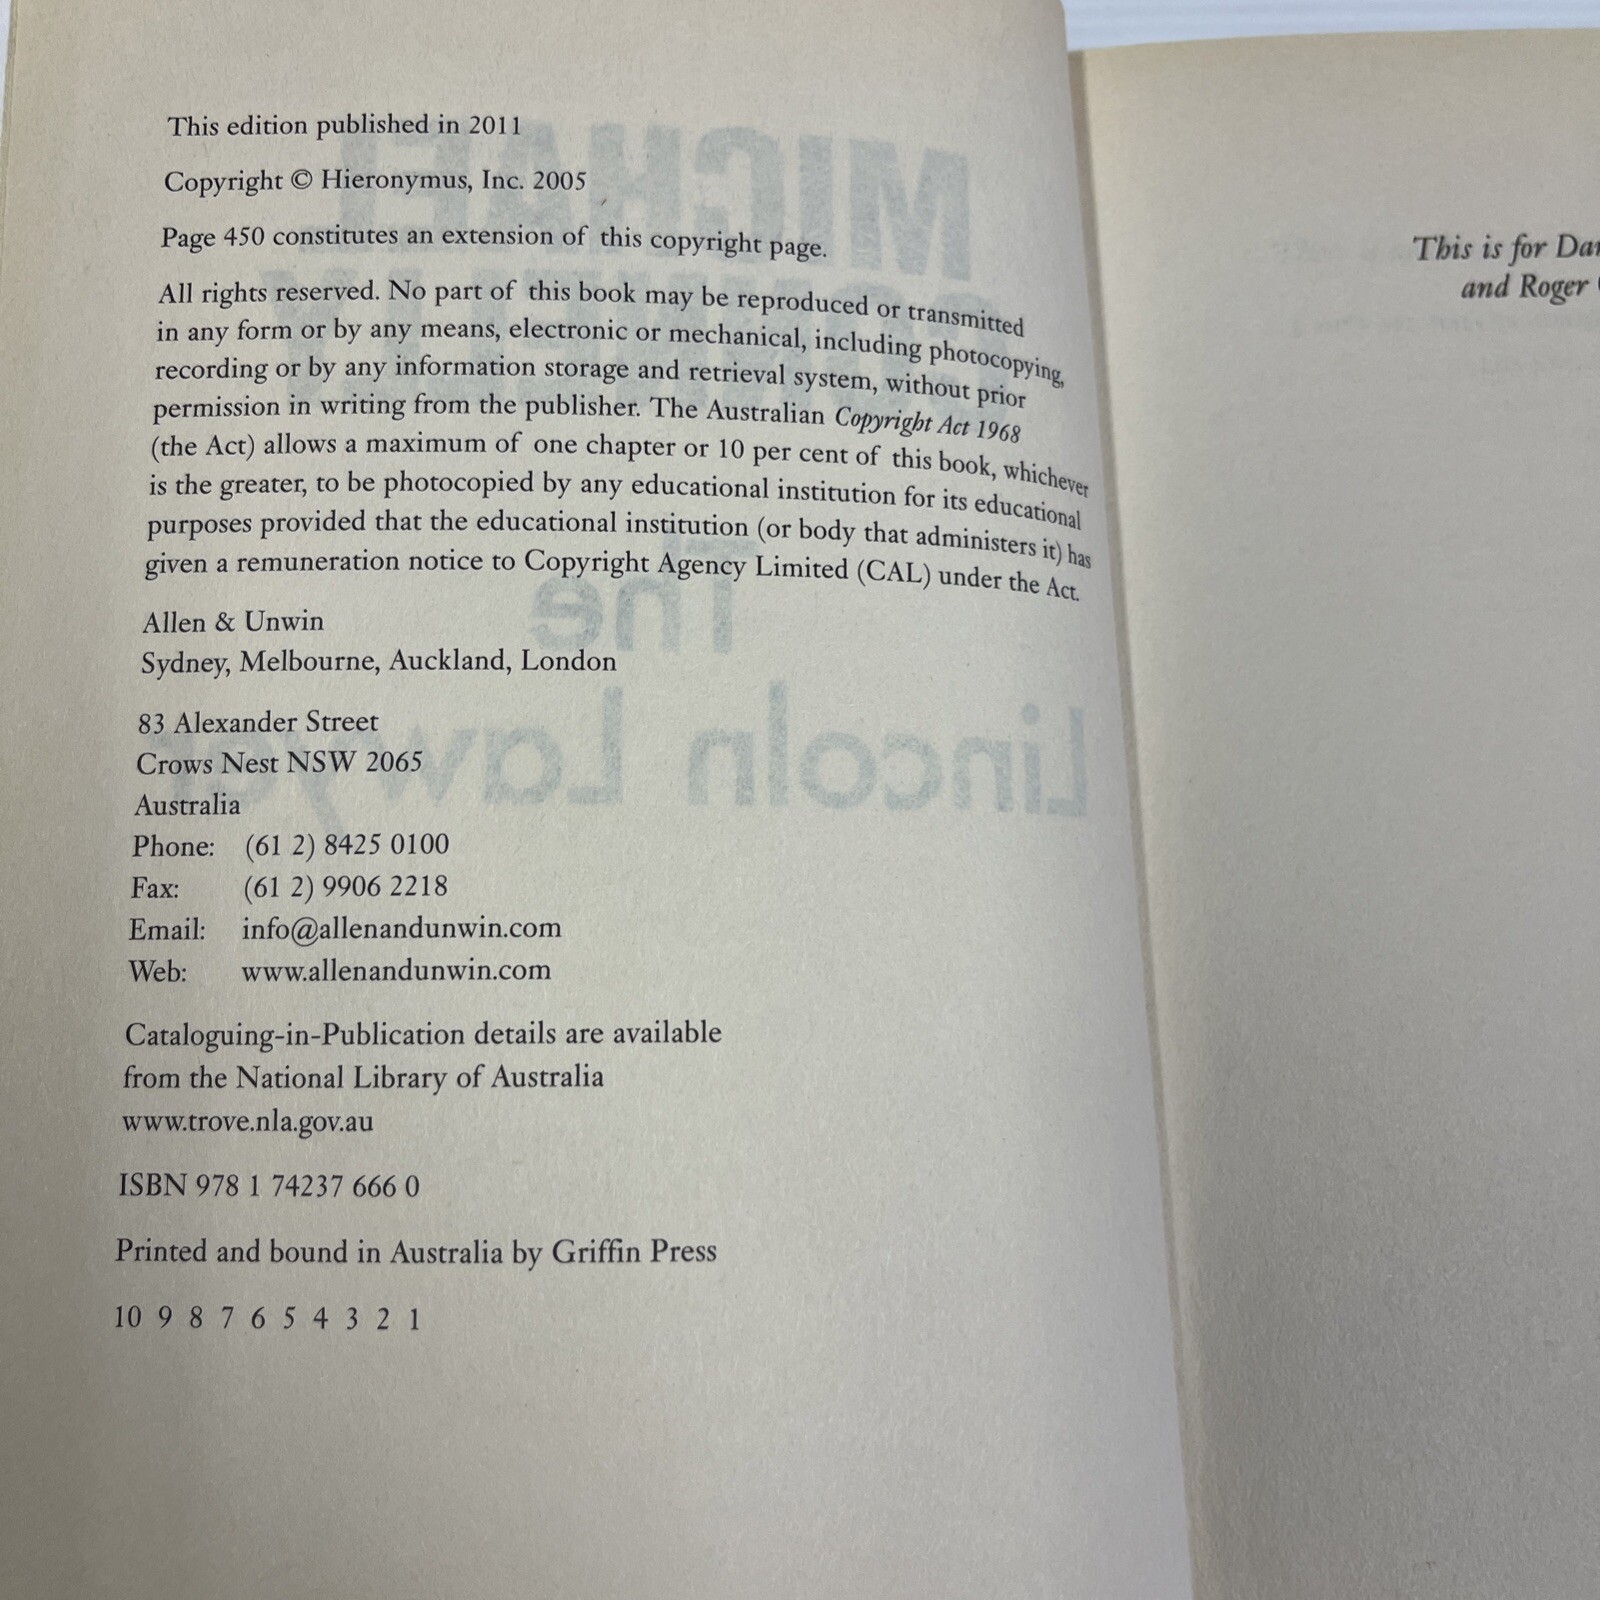 This edition published in 2011
Copyright © Hieronymus, Inc. 2005
Page 450 constitutes an extension of this copyright page.
All rights reserved. No part of this book may be reproduced or transmitted
in any form or by any means, electronic or mechanical, including photocopying,
recording or by any information storage and retrieval system, without prior
permission in writing from the publisher. The Australian Copyright Act 1968
(the Act) allows a maximum of one chapter or 10 per cent of this book, whichever
is the greater, to be photocopied by any educational institution for its educational
purposes provided that the educational institution (or body that administers it) has
given a remuneration notice to Copyright Agency Limited (CAL) under the Act.
Allen & Unwin
Sydney, Melbourne, Auckland, London
83 Alexander Street
Crows Nest NSW 2065
Australia
Phone: (61 2) 8425 0100
Fax: (61 2) 9906 2218
Email: info@allenandunwin.com
Web: www.allenandunwin.com
Cataloguing-in-Publication details are available
from the National Library of Australia
www.trove.nla.gov.au
ISBN 978 1 74237 666 0
Printed and bound in Australia by Griffin Press
10 9 8 7 6 5 4 3 2 1
MICHAEL
The
Lincoln Lawyer
This is for
and Roger